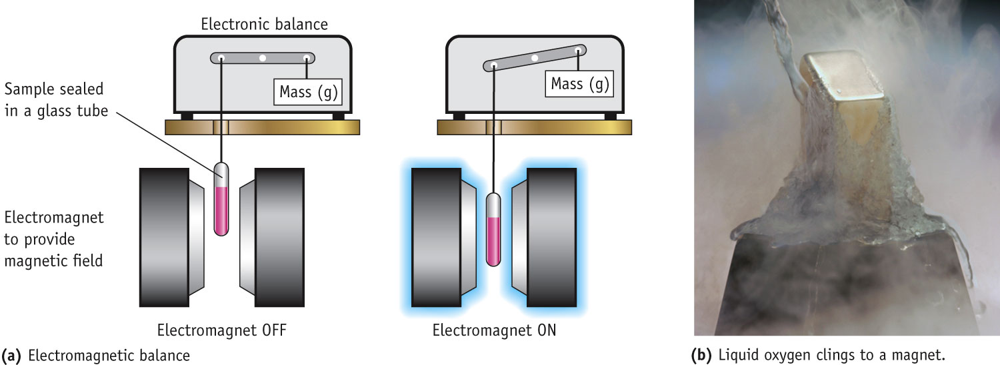 Electronic balance
Mass (g)
Mass (g)
Sample sealed
in a glass tube
Electromagnet
to provide
magnetic field
Electromagnet OFF
Electromagnet ON
(a) Electromagnetic balance
(b) Liquid oxygen clings to a magnet.